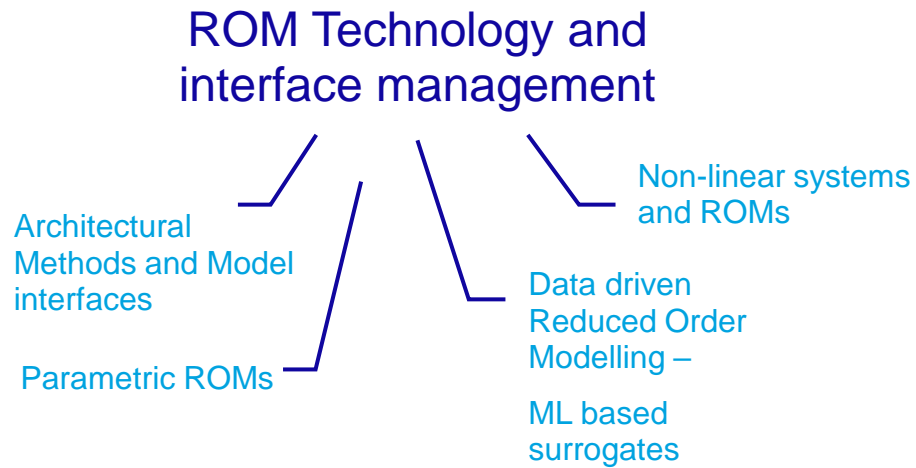 ROM Technology and
interface management
Architectural
Methods and Model
interfaces
Parametric ROMs
Data driven
Reduced Order
Modelling –
ML based
surrogates
Non-linear systems
and ROMs